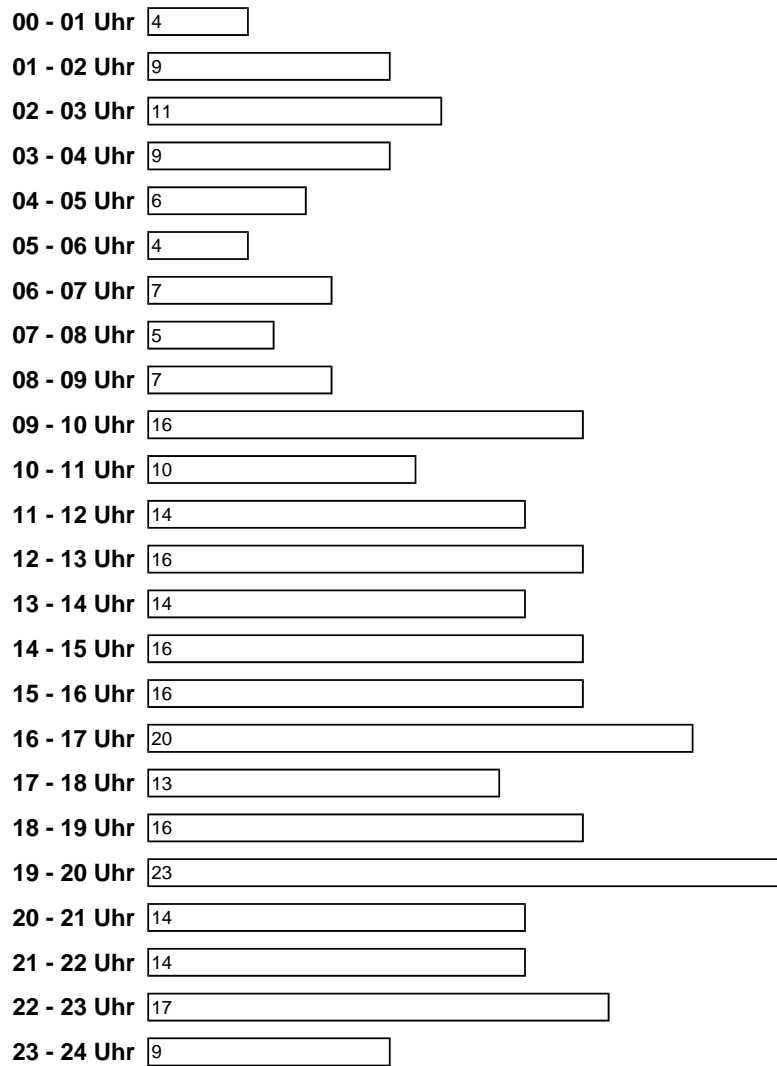 00 - 01 Uhr 4
01 - 02 Uhr 9
02 - 03 Uhr 11
03 - 04 Uhr 9
04 - 05 Uhr 6
05 - 06 Uhr 4
06 - 07 Uhr 7
07 - 08 Uhr 5
08 - 09 Uhr 7
09 - 10 Uhr 16
10 - 11 Uhr 10
11 - 12 Uhr 14
12 - 13 Uhr 16
13 - 14 Uhr 14
14 - 15 Uhr 16
15 - 16 Uhr 16
16 - 17 Uhr 20
17 - 18 Uhr 13
18 - 19 Uhr 16
19 - 20 Uhr 23
20 - 21 Uhr 14
21 - 22 Uhr 14
22 - 23 Uhr 17
23 - 24 Uhr 9